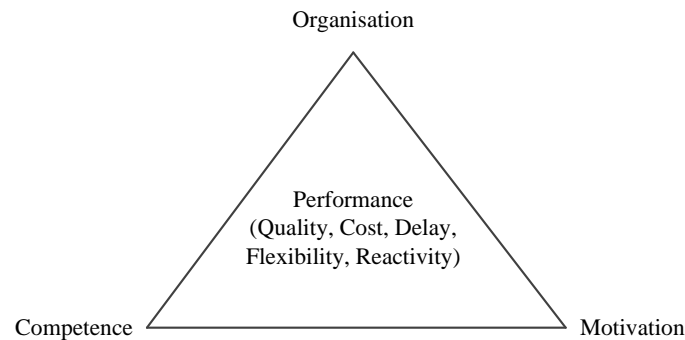 Organisation
Performance
(Quality, Cost, Delay,
Flexibility, Reactivity)
Competence
Motivation